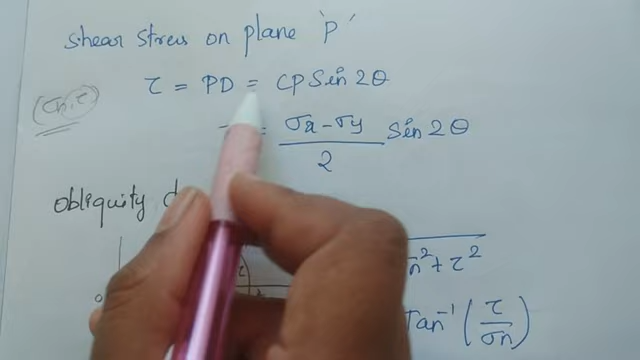 shear stress on plane 'P'
τ = PD = CP Sin 2θ
(σn, τ)
= σx - σy / 2 Sin 2θ
obliquity
n² + τ²
Tan⁻¹ (τ / σn)